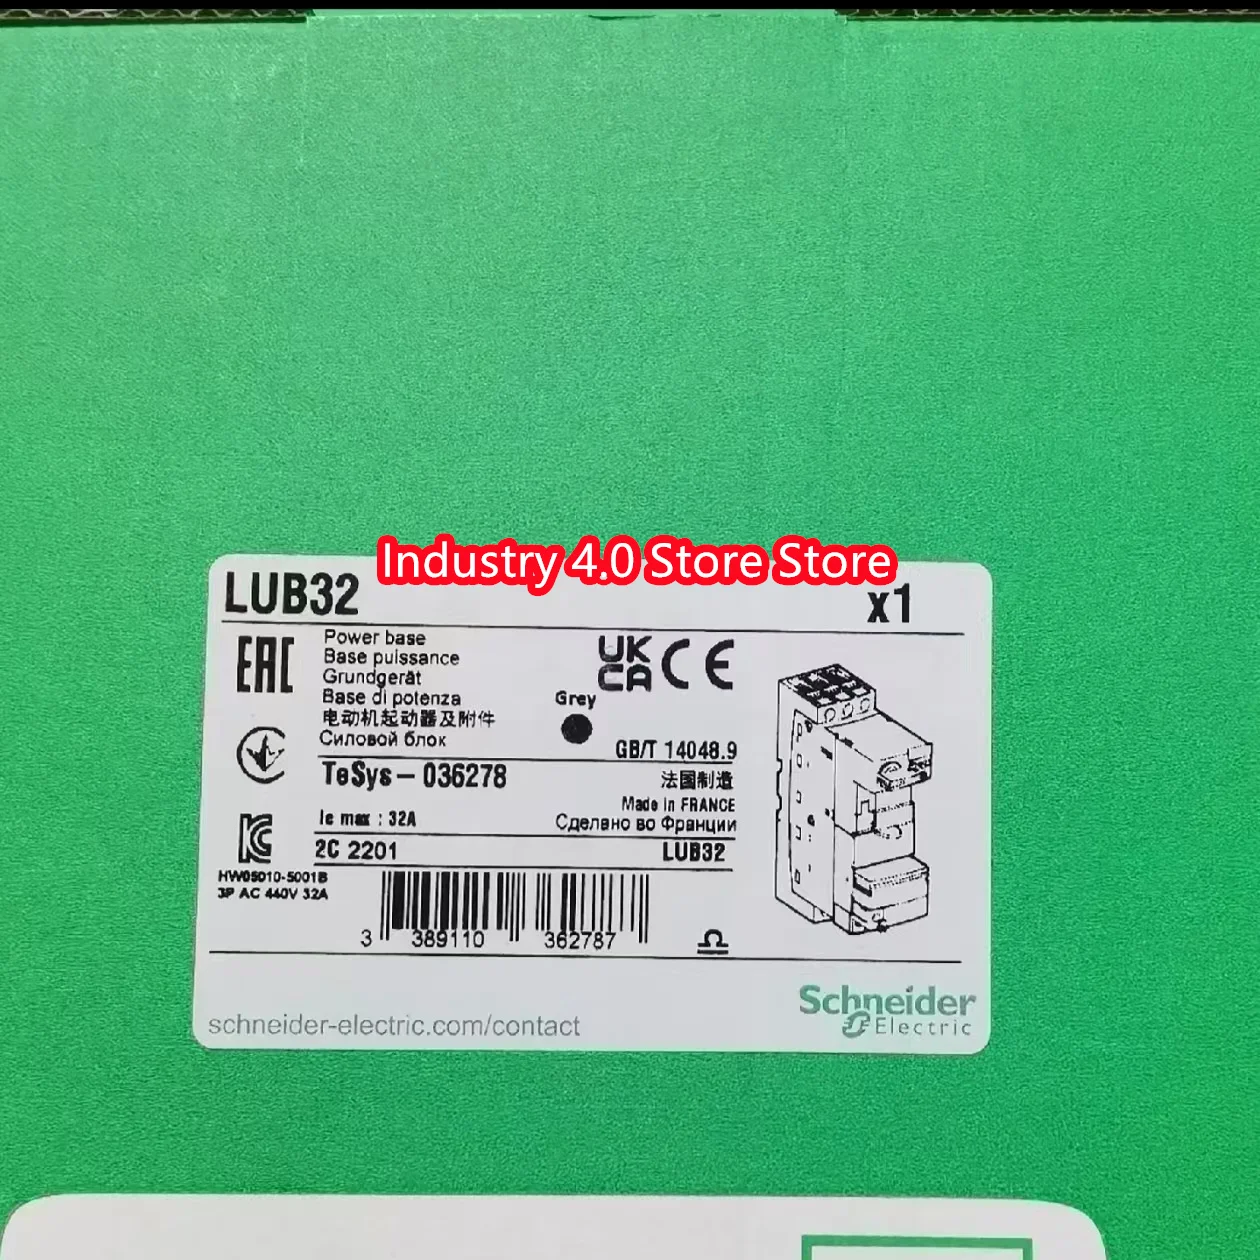 Industry 4.0 Store Store
LUB32
x1
EAC
Power base
Base puissance
Grundgerät
Base di potenza
电动机起动器及附件
Силовой блок
Grey
UK
CA
CE
GB/T 14048.9
TeSys – 036278
法国制造
Made in FRANCE
Сделано во Франции
Ie max : 32A
2C 2201
LUB32
HW05010-5001B
3P AC 440V 32A
3 389110 362787
schneider-electric.com/contact
Schneider
Electric